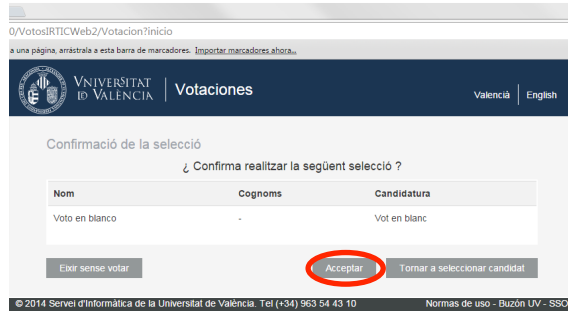 0/VotosIRTICWeb2/Votacion?inicio
a una página, arrástrala a esta barra de marcadores. Importar marcadores ahora...
VNIVERSITAT
ID VALÈNCIA
Votaciones
Valencià English
Confirmació de la selecció
¿ Confirma realitzar la següent selecció ?
Nom Cognoms Candidatura
Voto en blanco - Vot en blanc
Eixir sense votar Acceptar Tornar a seleccionar candidat
© 2014 Servei d'Informàtica de la Universitat de València. Tel (+34) 963 54 43 10 Normas de uso - Buzón UV - SSO